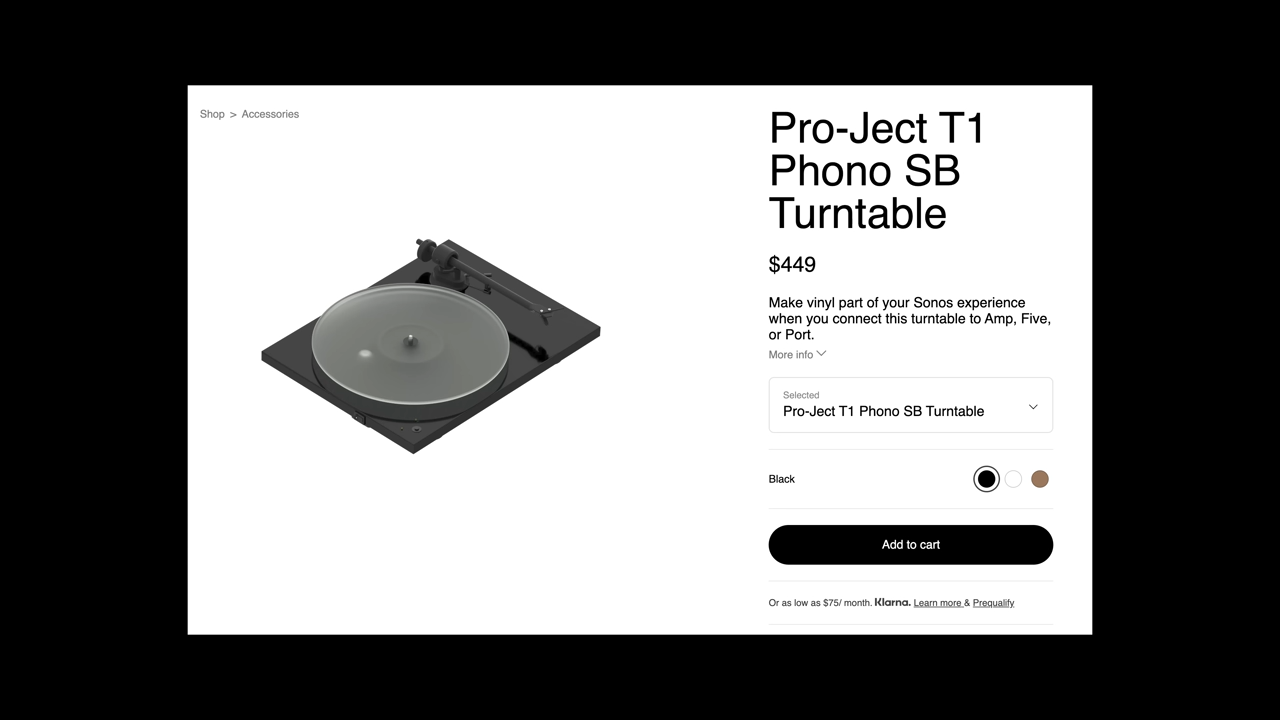 Shop > Accessories
Pro-Ject T1
Phono SB
Turntable
$449
Make vinyl part of your Sonos experience
when you connect this turntable to Amp, Five,
or Port.
More info
Selected
Pro-Ject T1 Phono SB Turntable
Black
Add to cart
Or as low as $75/ month. Klarna. Learn more & Prequalify